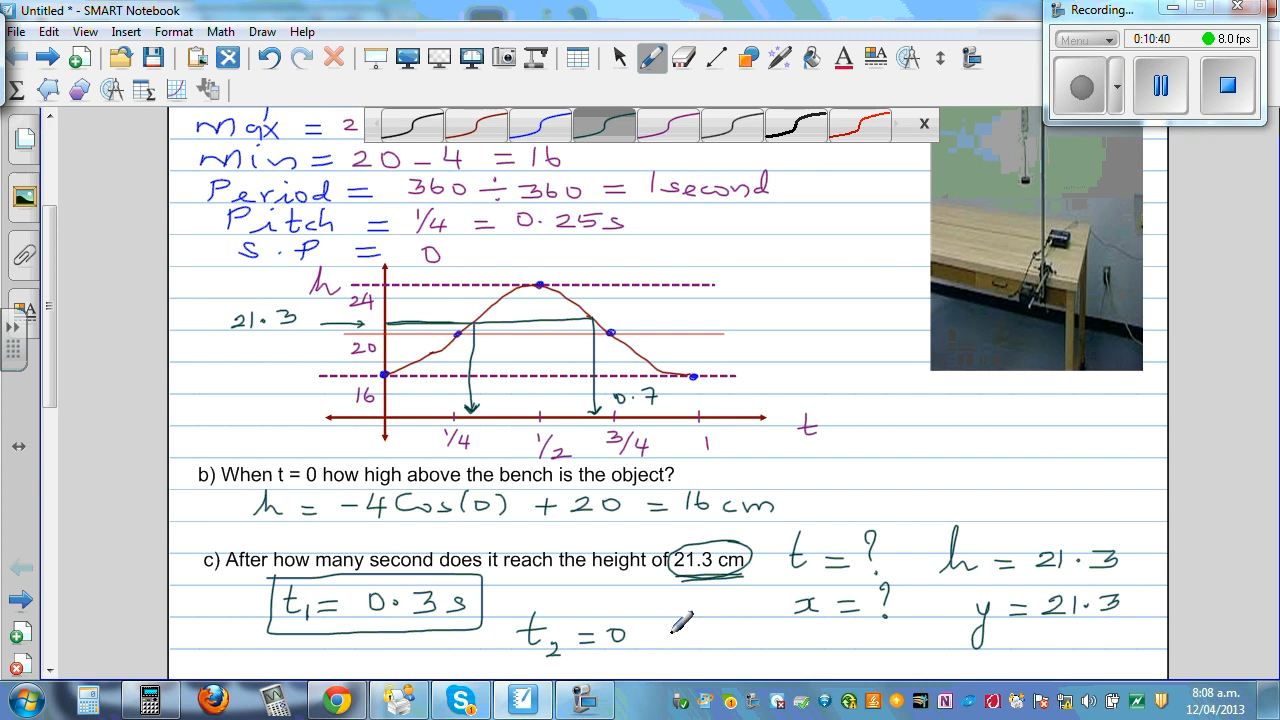 Untitled * - SMART Notebook
Recording...
File Edit View Insert Format Math Draw Help
Menu
0:10:40
8.0 fps
Max = 2
x
Min = 20 - 4 = 16
Period = 360 ÷ 360 = 1 second
Pitch = 1/4 = 0.25s
S.P = 0
h
24
21.3
20
16
0.7
1/4 1/2 3/4 1
t
b) When t = 0 how high above the bench is the object?
h = -4 Cos(0) + 20 = 16 cm
c) After how many second does it reach the height of 21.3 cm
t = ? h = 21.3
t₁ = 0.3 s
x = ? y = 21.3
t₂ = 0
8:08 a.m.
12/04/2013